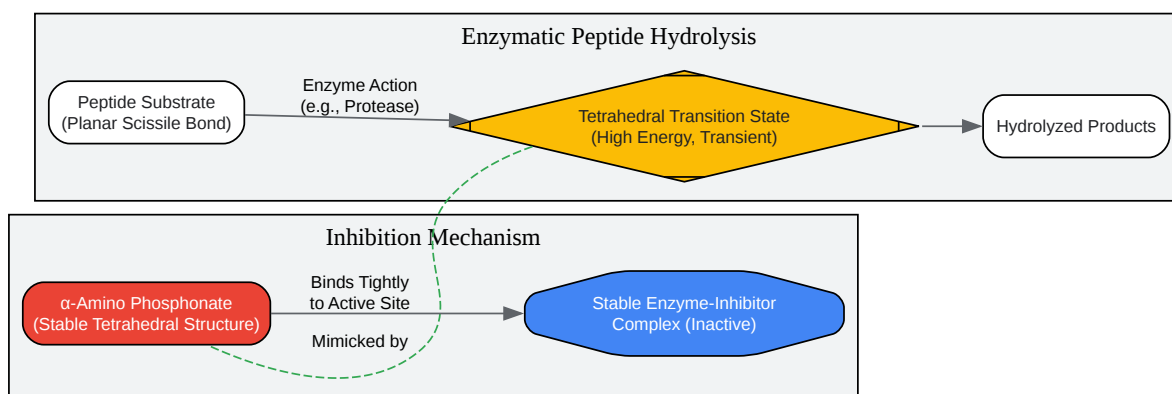 Enzymatic Peptide Hydrolysis
Peptide Substrate
(Planar Scissile Bond)
Enzyme Action
(e.g., Protease)
Tetrahedral Transition State
(High Energy, Transient)
Hydrolyzed Products
Inhibition Mechanism
α-Amino Phosphonate
(Stable Tetrahedral Structure)
Binds Tightly
to Active Site
Mimicked by
Stable Enzyme-Inhibitor
Complex (Inactive)